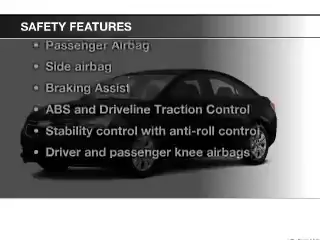 SAFETY FEATURES
• Passenger Airbag
• Side airbag
• Braking Assist
• ABS and Driveline Traction Control
• Stability control with anti-roll control
• Driver and passenger knee airbags